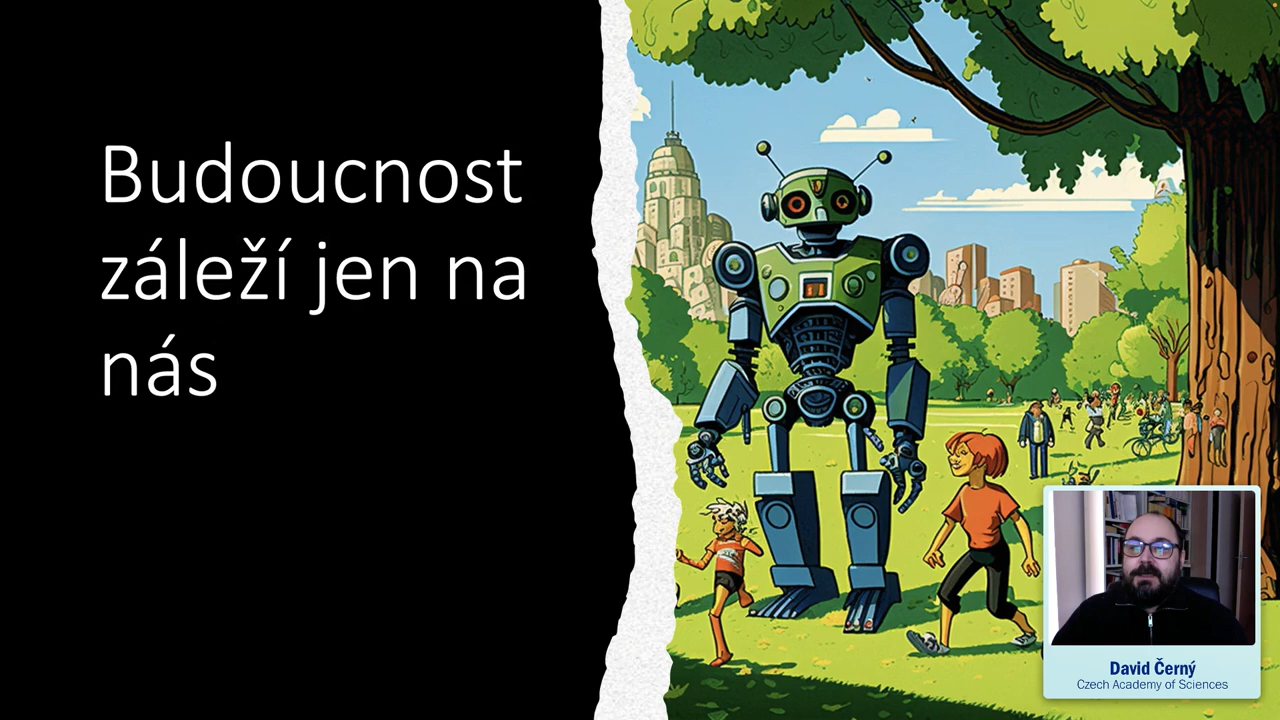 Budoucnost
záleží jen na
nás
David Černý
Czech Academy of Sciences